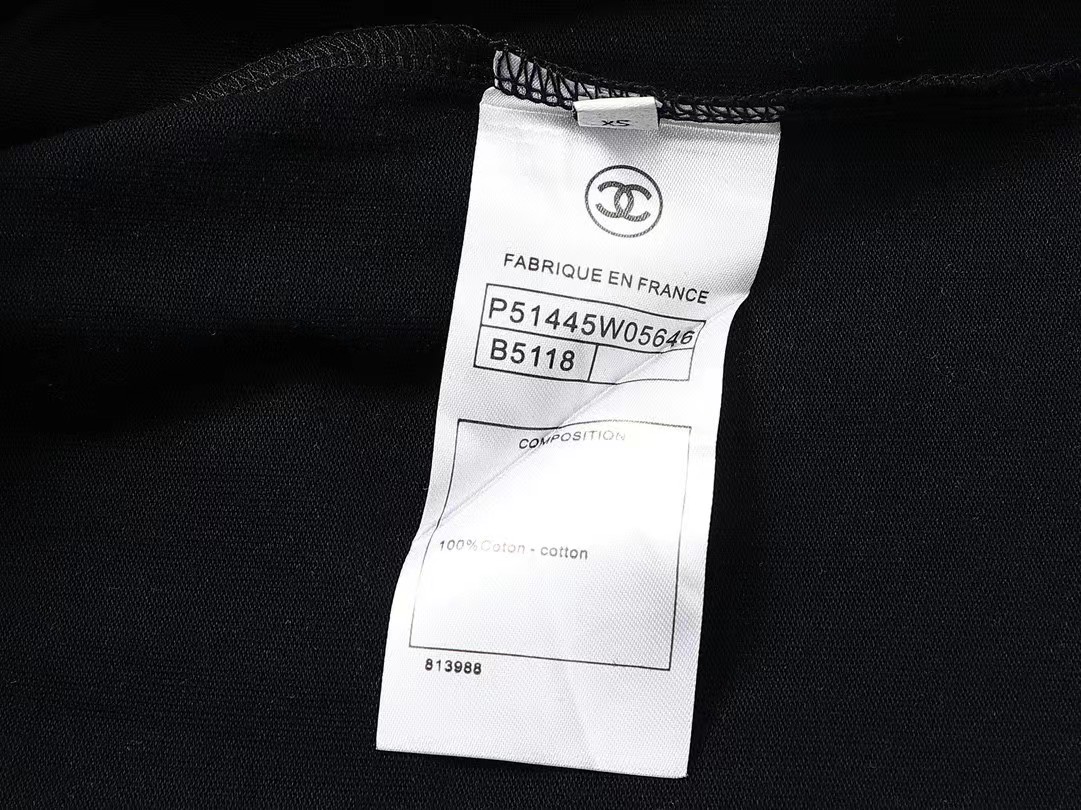 XS
FABRIQUE EN FRANCE
P51445W05646
B5118
COMPOSITION
100%Coton - cotton
813988